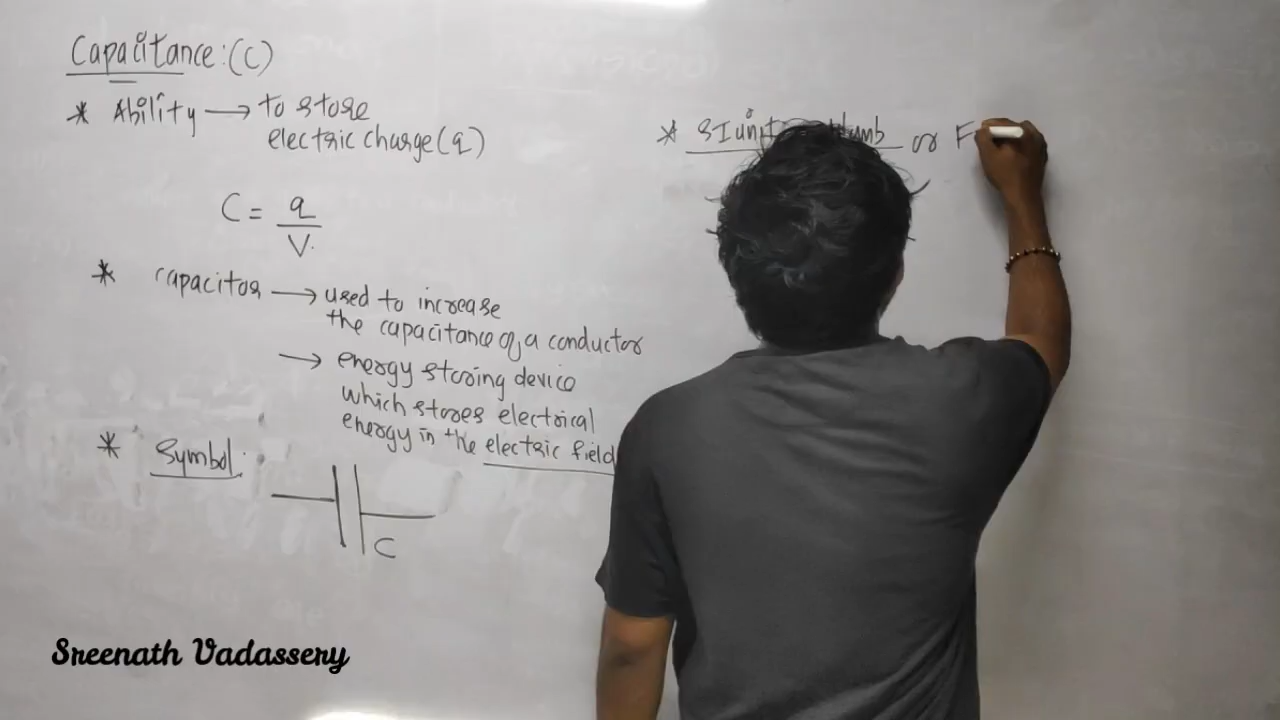 Capacitance:(C)
* Ability → to store
electric charge(q)
C = q/V.
* capacitor → used to increase
the capacitance of a conductor
→ energy storing device
which stores electrical
energy in the electric field
* Symbol:
C
* SI unit or F
Sreenath Vadassery